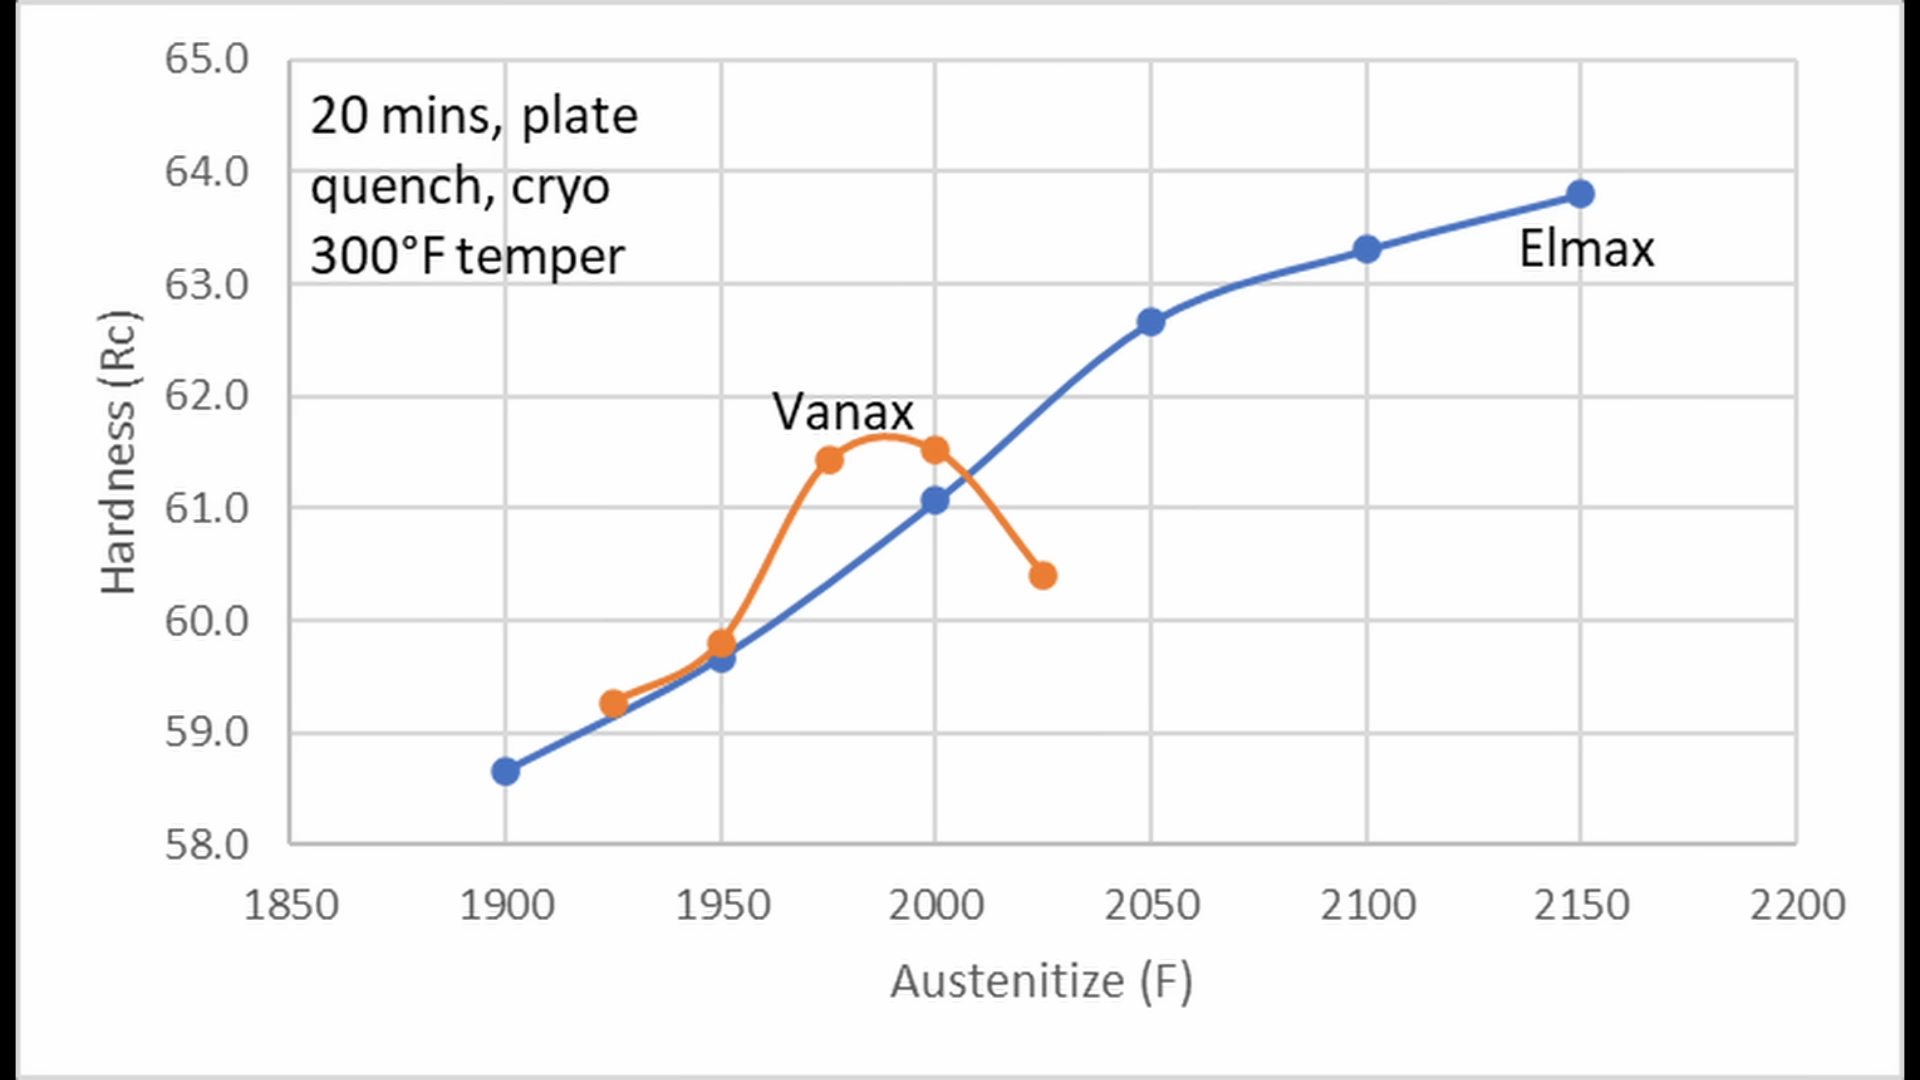 65.0
20 mins, plate
64.0
quench, cryo
300°F temper
63.0
Elmax
Hardness (Rc)
62.0
Vanax
61.0
60.0
59.0
58.0
1850 1900 1950 2000 2050 2100 2150 2200
Austenitize (F)